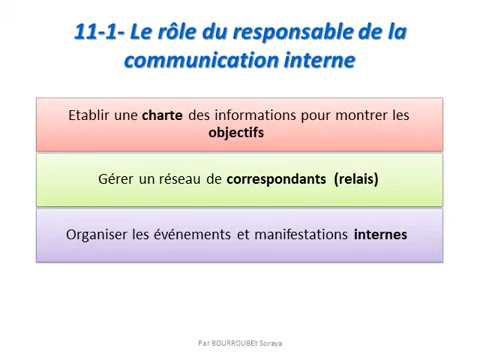 11-1- Le rôle du responsable de la
communication interne
Etablir une charte des informations pour montrer les
objectifs
Gérer un réseau de correspondants (relais)
Organiser les événements et manifestations internes
Par BOURROUBEY Soraya